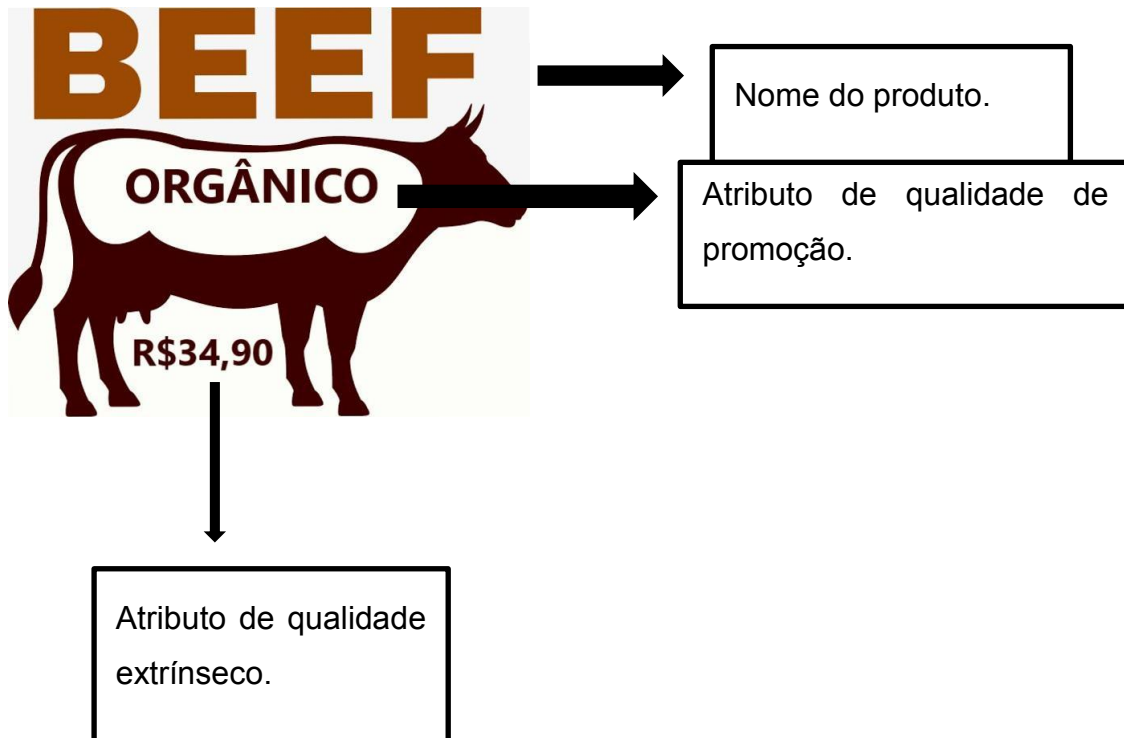 BEEF
Nome do produto.
ORGÂNICO
Atributo de qualidade de
promoção.
R$34,90
Atributo de qualidade
extrínseco.